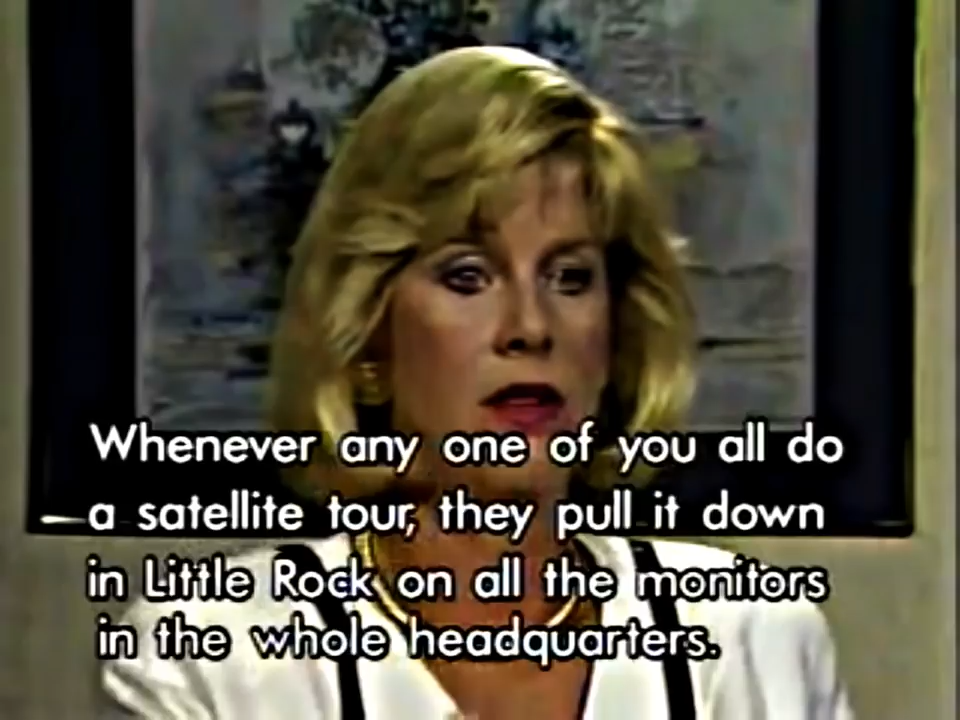 Whenever any one of you all do
a satellite tour, they pull it down
in Little Rock on all the monitors
in the whole headquarters.